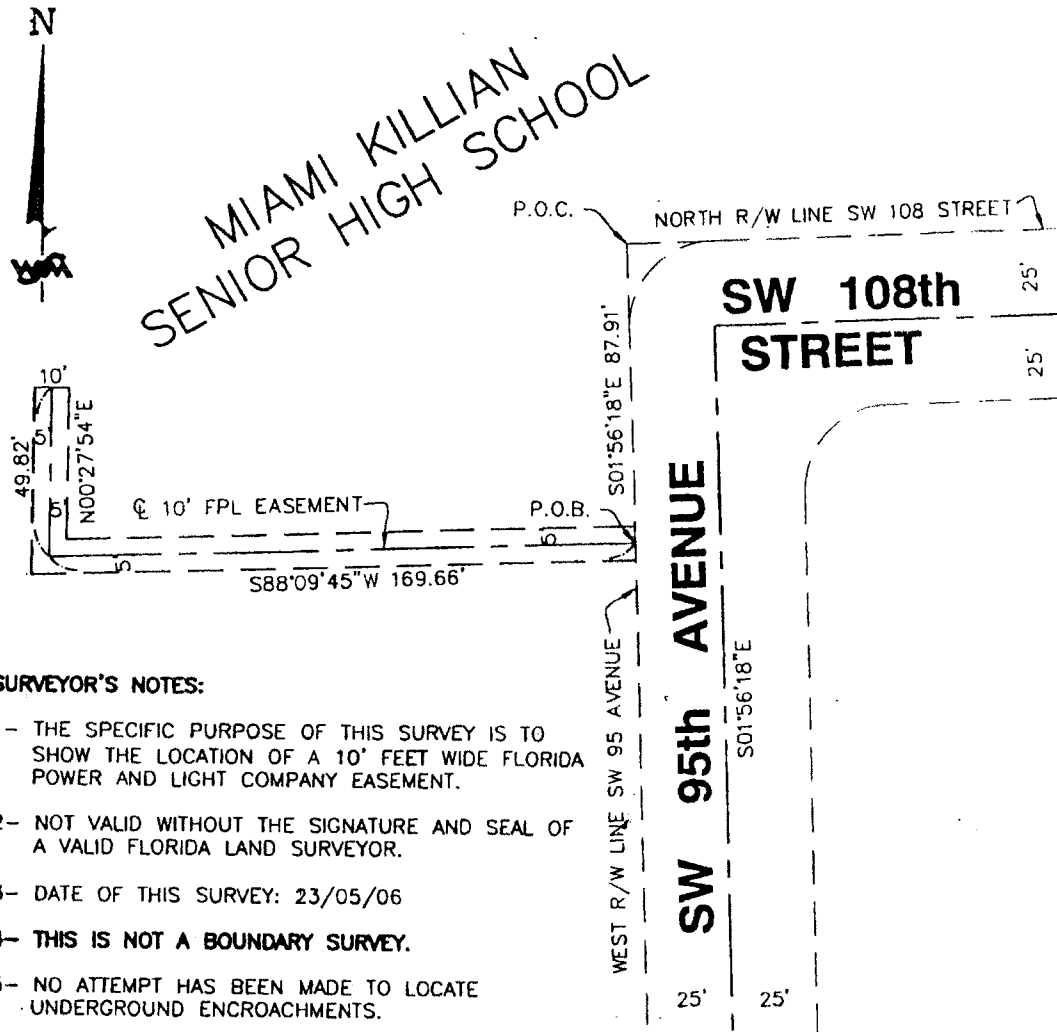 N
MIAMI KILLIAN
SENIOR HIGH SCHOOL
P.O.C.
NORTH R/W LINE SW 108 STREET
SW 108th
STREET
25'
25'
S01°56'18"E 87.91'
10'
5'
49.82'
N00°27'54"E
5'
℄ 10' FPL EASEMENT
P.O.B.
5'
5'
S88°09'45"W 169.66'
SW 95th AVENUE
WEST R/W LINE SW 95 AVENUE
S01°56'18"E
25'
25'
SURVEYOR'S NOTES:
- THE SPECIFIC PURPOSE OF THIS SURVEY IS TO
SHOW THE LOCATION OF A 10' FEET WIDE FLORIDA
POWER AND LIGHT COMPANY EASEMENT.
2- NOT VALID WITHOUT THE SIGNATURE AND SEAL OF
A VALID FLORIDA LAND SURVEYOR.
3- DATE OF THIS SURVEY: 23/05/06
4- THIS IS NOT A BOUNDARY SURVEY.
5- NO ATTEMPT HAS BEEN MADE TO LOCATE
UNDERGROUND ENCROACHMENTS.